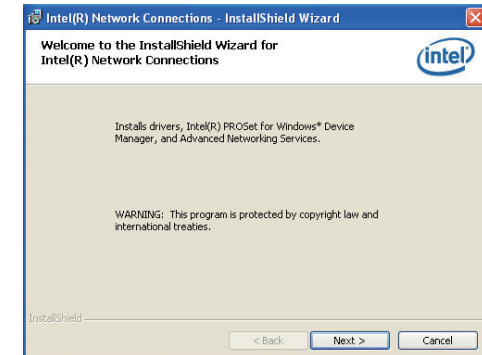 Intel(R) Network Connections - InstallShield Wizard
Welcome to the InstallShield Wizard for
Intel(R) Network Connections
intel
Installs drivers, Intel(R) PROSet for Windows* Device
Manager, and Advanced Networking Services.
WARNING: This program is protected by copyright law and
international treaties.
InstallShield
< Back
Next >
Cancel